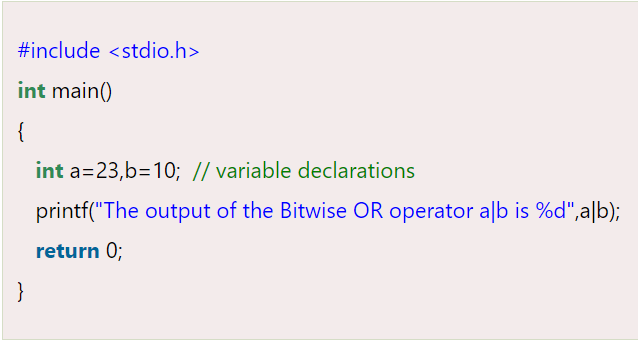 #include <stdio.h>
int main()
{
int a=23,b=10;  // variable declarations
printf("The output of the Bitwise OR operator a|b is %d",a|b);
return 0;
}